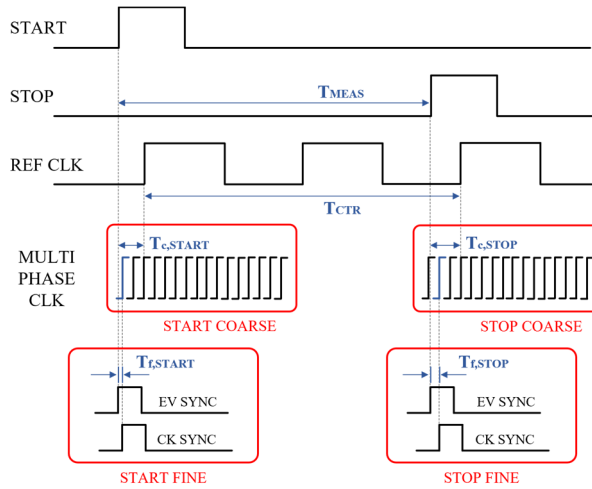 START
STOP
TMEAS
REF CLK
TCTR
Tc,START
Tc,STOP
MULTI
PHASE
CLK
START COARSE
STOP COARSE
Tf,START
Tf,STOP
EV SYNC
EV SYNC
CK SYNC
CK SYNC
START FINE
STOP FINE